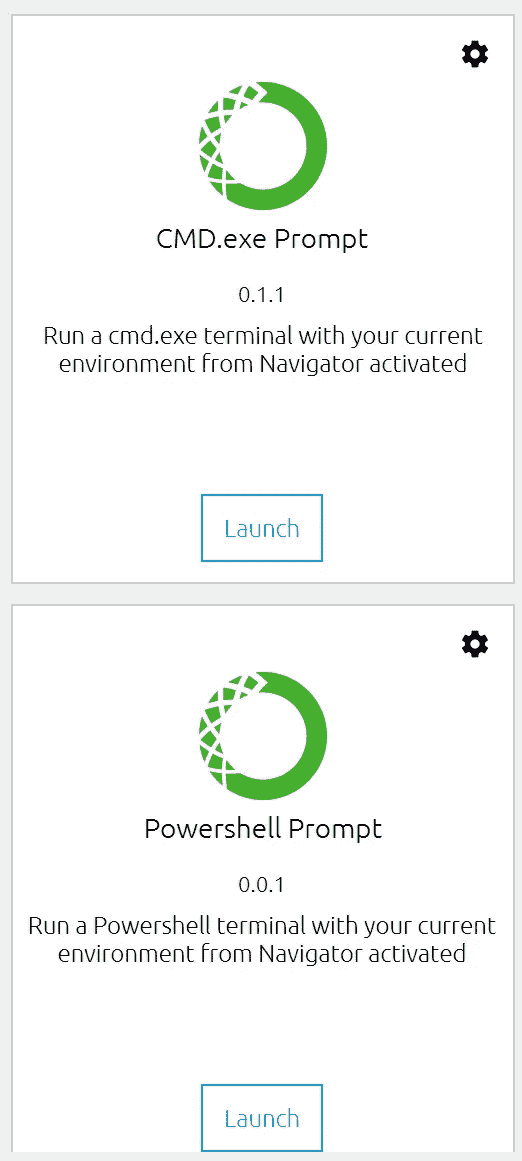 CMD.exe Prompt
0.1.1
Run a cmd.exe terminal with your current
environment from Navigator activated
Launch
Powershell Prompt
0.0.1
Run a Powershell terminal with your current
environment from Navigator activated
Launch